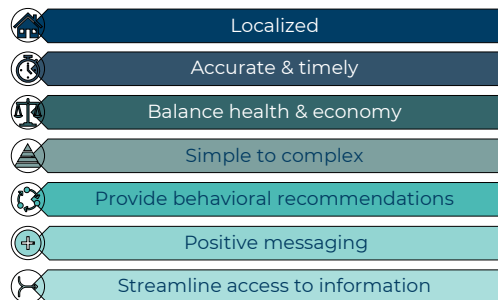 Localized
Accurate & timely
Balance health & economy
Simple to complex
Provide behavioral recommendations
Positive messaging
Streamline access to information